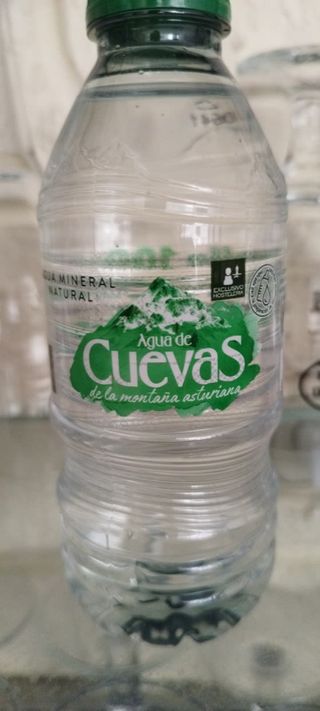 AGUA MINERAL
NATURAL
EXCLUSIVO
HOSTELERÍA
Agua de
Cuevas
de la montaña asturiana